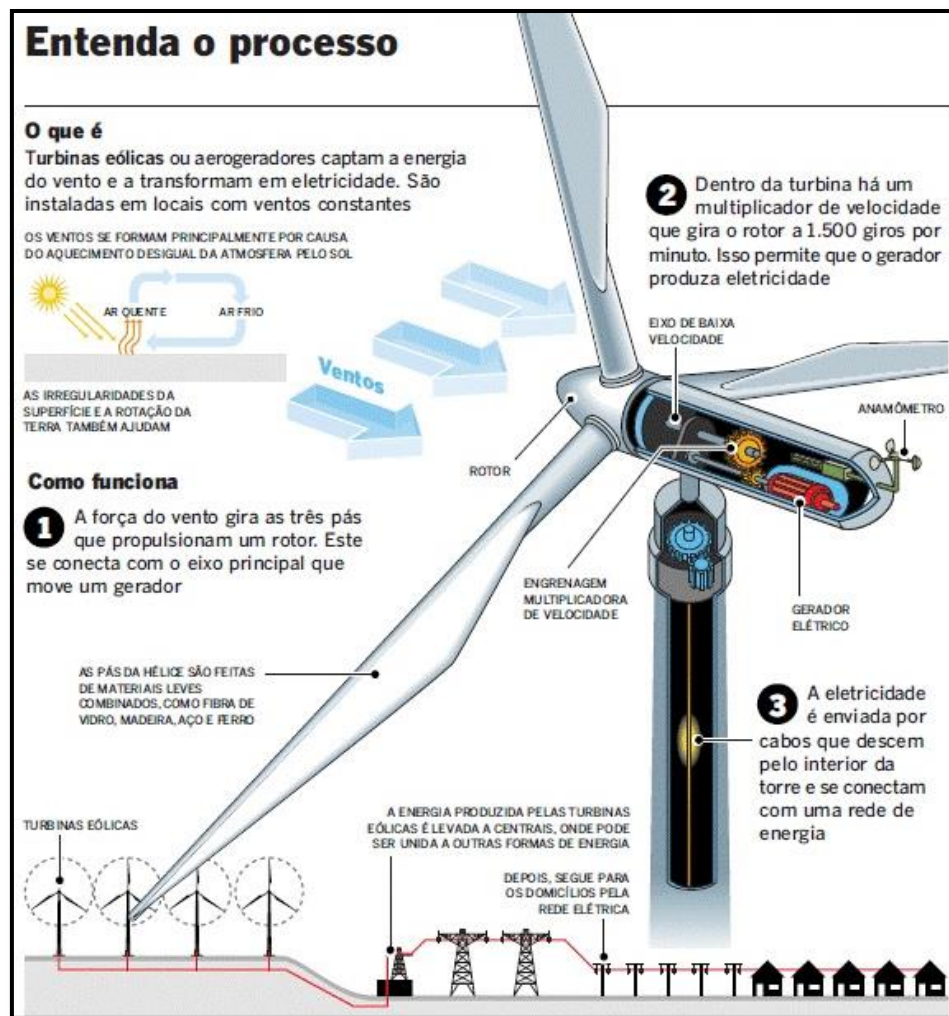 Entenda o processo
O que é
Turbinas eólicas ou aerogeradores captam a energia
do vento e a transformam em eletricidade. São
instaladas em locais com ventos constantes
OS VENTOS SE FORMAM PRINCIPALMENTE POR CAUSA
DO AQUECIMENTO DESIGUAL DA ATMOSFERA PELO SOL
AR QUENTE
AR FRIO
AS IRREGULARIDADES DA
SUPERFÍCIE E A ROTAÇÃO DA
TERRA TAMBÉM AJUDAM
Ventos
Como funciona
1 A força do vento gira as três pás
que propulsionam um rotor. Este
se conecta com o eixo principal que
move um gerador
2 Dentro da turbina há um
multiplicador de velocidade
que gira o rotor a 1.500 giros por
minuto. Isso permite que o gerador
produza eletricidade
EIXO DE BAIXA
VELOCIDADE
ANAMÔMETRO
ROTOR
ENGRENAGEM
MULTIPLICADORA
DE VELOCIDADE
GERADOR
ELÉTRICO
AS PÁS DA HÉLICE SÃO FEITAS
DE MATERIAIS LEVES
COMBINADOS, COMO FIBRA DE
VIDRO, MADEIRA, AÇO E FERRO
3 A eletricidade
é enviada por
cabos que descem
pelo interior da
torre e se conectam
com uma rede de
energia
TURBINAS EÓLICAS
A ENERGIA PRODUZIDA PELAS TURBINAS
EÓLICAS É LEVADA A CENTRAIS, ONDE PODE
SER UNIDA A OUTRAS FORMAS DE ENERGIA
DEPOIS, SEGUE PARA
OS DOMICÍLIOS PELA
REDE ELÉTRICA